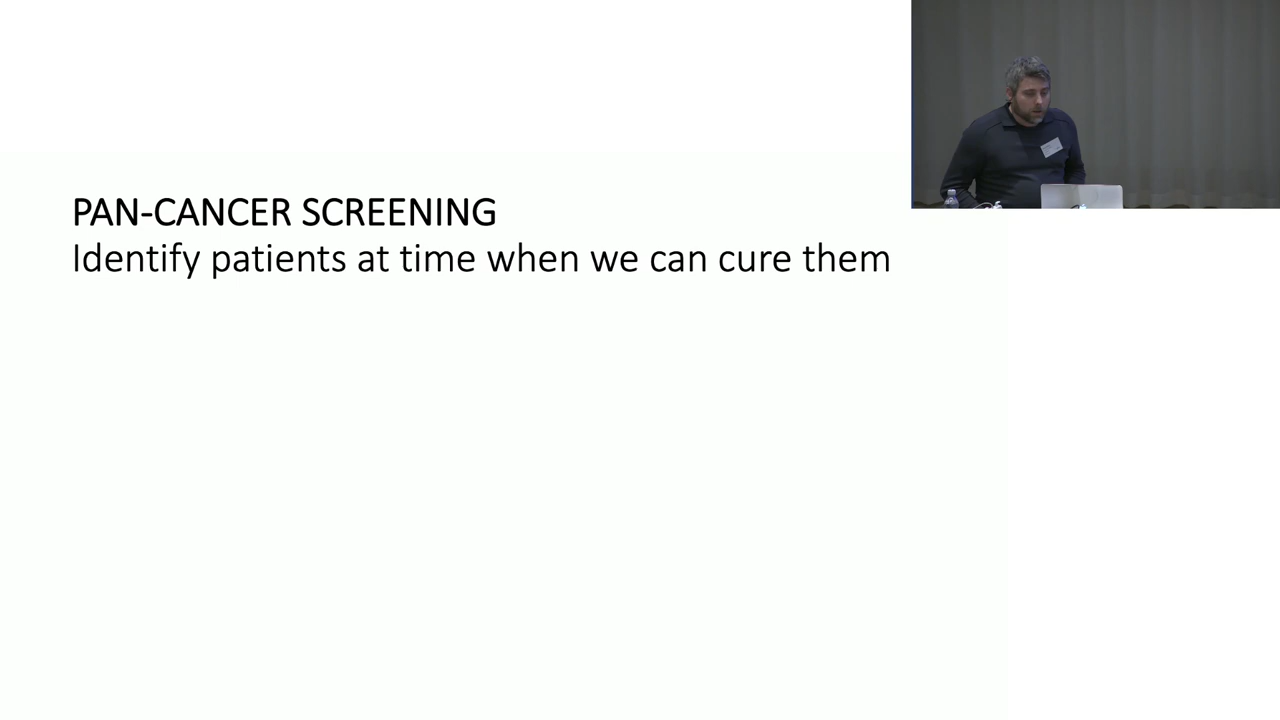 PAN-CANCER SCREENING
Identify patients at time when we can cure them